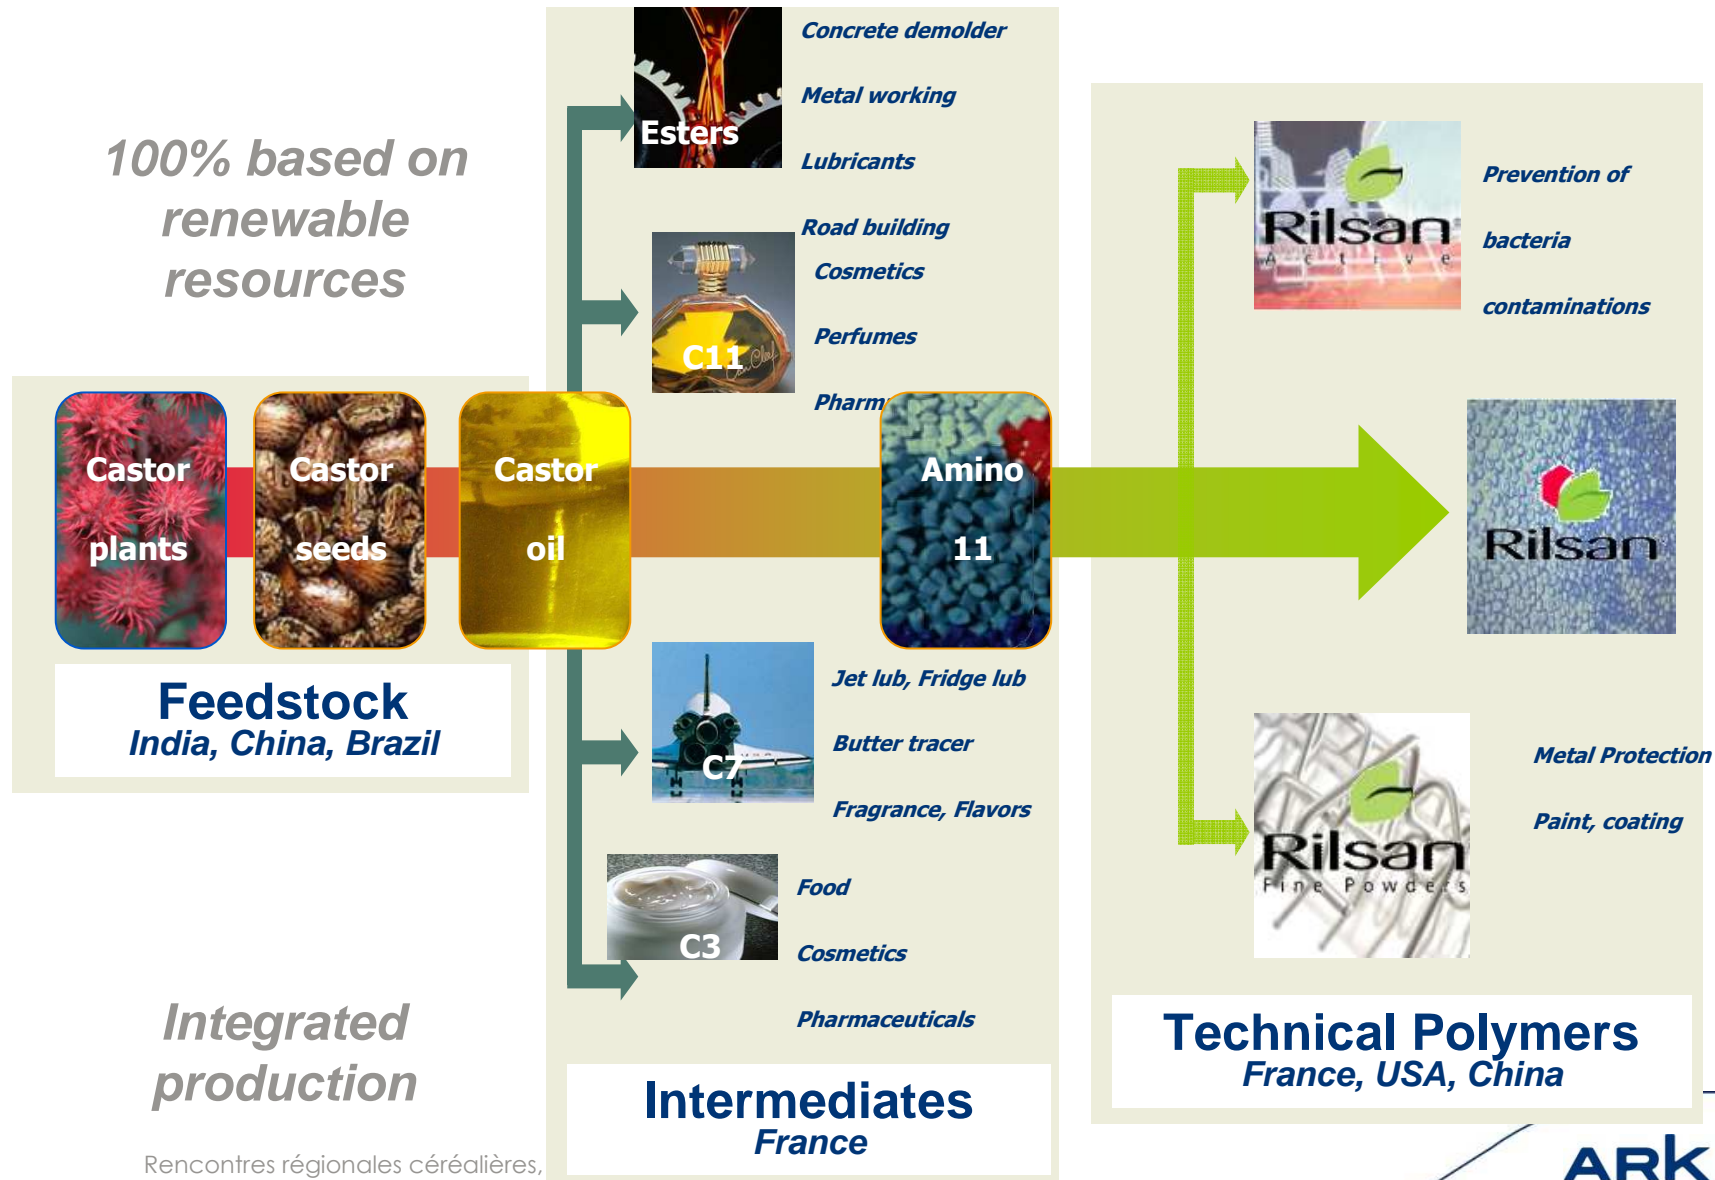 100% based on
renewable
resources
Castor
plants
Castor
seeds
Castor
oil
Feedstock
India, China, Brazil
Integrated
production
Rencontres régionales céréalières,
Esters
Concrete demolder
Metal working
Lubricants
Road building
C11
Cosmetics
Perfumes
Amino
11
C7
Jet lub, Fridge lub
Butter tracer
Fragrance, Flavors
C3
Food
Cosmetics
Pharmaceuticals
Intermediates
France
Rilsan
Active
Prevention of
bacteria
contaminations
Rilsan
Rilsan
Fine Powders
Metal Protection
Paint, coating
Technical Polymers
France, USA, China
ARK